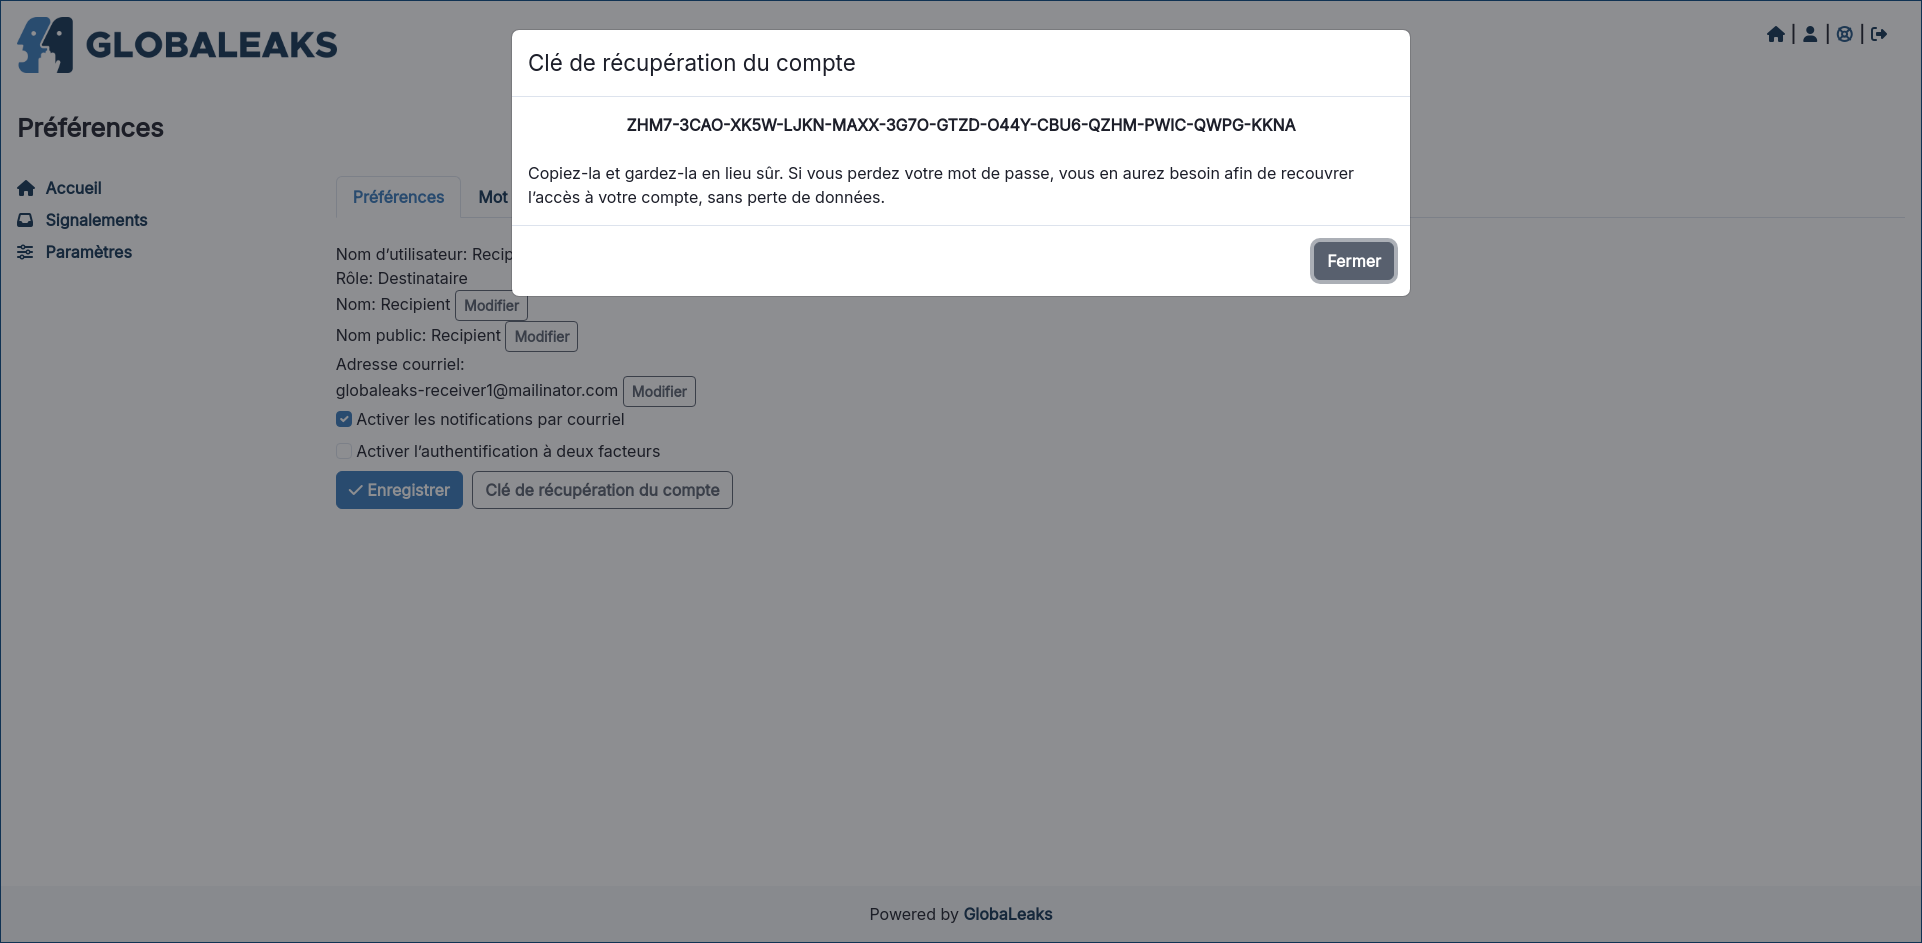 GLOBALEAKS
Préférences
Accueil
Signalements
Paramètres
Préférences
Mot
Nom d’utilisateur: Recip
Rôle: Destinataire
Nom: Recipient Modifier
Nom public: Recipient Modifier
Adresse courriel:
globaleaks-receiver1@mailinator.com Modifier
Activer les notifications par courriel
Activer l’authentification à deux facteurs
Enregistrer Clé de récupération du compte
Clé de récupération du compte
ZHM7-3CAO-XK5W-LJKN-MAXX-3G7O-GTZD-O44Y-CBU6-QZHM-PWIC-QWPG-KKNA
Copiez-la et gardez-la en lieu sûr. Si vous perdez votre mot de passe, vous en aurez besoin afin de recouvrer
l’accès à votre compte, sans perte de données.
Fermer
Powered by GlobaLeaks